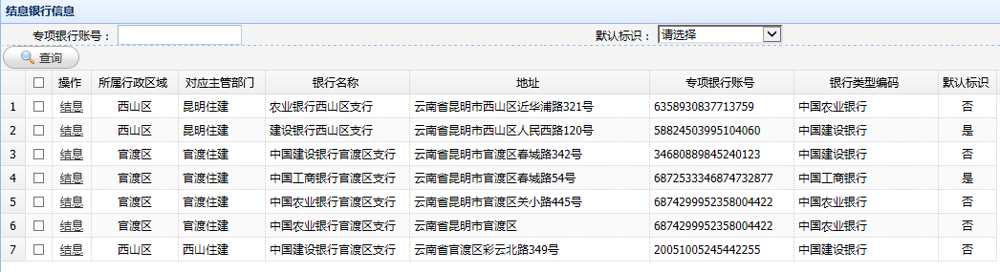 结息银行信息
专项银行账号： 默认标识： 请选择
查询
操作 所属行政区域 对应主管部门 银行名称 地址 专项银行账号 银行类型编码 默认标识
1 结息 西山区 昆明住建 农业银行西山区支行 云南省昆明市西山区近华浦路321号 6358930837713759 中国农业银行 否
2 结息 西山区 昆明住建 建设银行西山区支行 云南省昆明市西山区人民西路120号 58824503995104060 中国建设银行 是
3 结息 官渡区 官渡住建 中国建设银行官渡区支行 云南省昆明市官渡区春城路342号 34680889845240123 中国建设银行 否
4 结息 官渡区 官渡住建 中国工商银行官渡区支行 云南省昆明市官渡区春城路54号 6872533346874732877 中国工商银行 是
5 结息 官渡区 官渡住建 中国农业银行官渡区支行 云南省昆明市官渡区关小路445号 6874299952358004422 中国农业银行 否
6 结息 官渡区 官渡住建 中国农业银行官渡区支行 云南省昆明市官渡区 6874299952358004422 中国农业银行 否
7 结息 西山区 西山住建 中国建设银行官渡区支行 云南省官渡区彩云北路349号 20051005245442255 中国建设银行 否